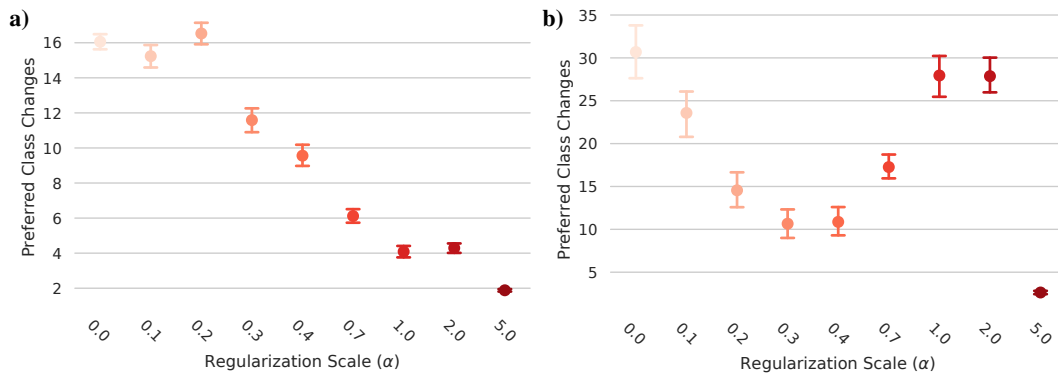 a)
Preferred Class Changes
16
14
12
10
8
6
4
2
0.0 0.1 0.2 0.3 0.4 0.7 1.0 2.0 5.0
Regularization Scale (α)
b)
Preferred Class Changes
35
30
25
20
15
10
5
0.0 0.1 0.2 0.3 0.4 0.7 1.0 2.0 5.0
Regularization Scale (α)